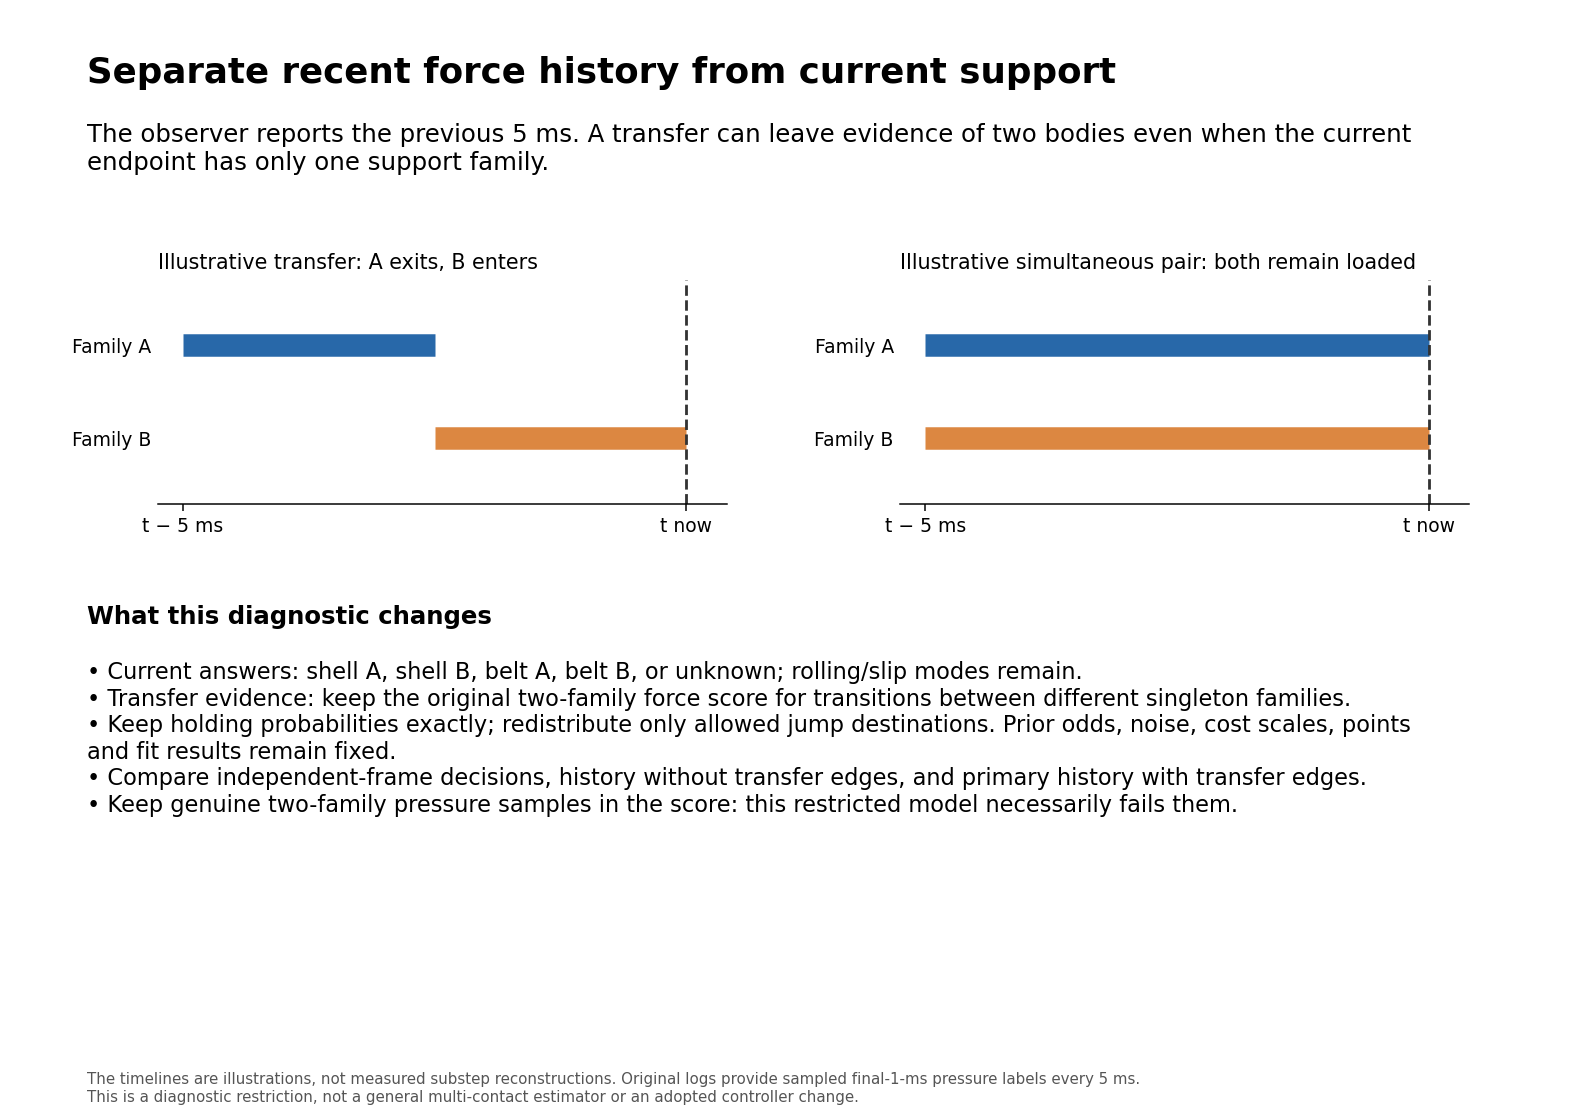 Separate recent force history from current support
The observer reports the previous 5 ms. A transfer can leave evidence of two bodies even when the current
endpoint has only one support family.
Illustrative transfer: A exits, B enters
Family A
Family B
t − 5 ms
t now
Illustrative simultaneous pair: both remain loaded
Family A
Family B
t − 5 ms
t now
What this diagnostic changes
• Current answers: shell A, shell B, belt A, belt B, or unknown; rolling/slip modes remain.
• Transfer evidence: keep the original two-family force score for transitions between different singleton families.
• Keep holding probabilities exactly; redistribute only allowed jump destinations. Prior odds, noise, cost scales, points
and fit results remain fixed.
• Compare independent-frame decisions, history without transfer edges, and primary history with transfer edges.
• Keep genuine two-family pressure samples in the score: this restricted model necessarily fails them.
The timelines are illustrations, not measured substep reconstructions. Original logs provide sampled final-1-ms pressure labels every 5 ms.
This is a diagnostic restriction, not a general multi-contact estimator or an adopted controller change.